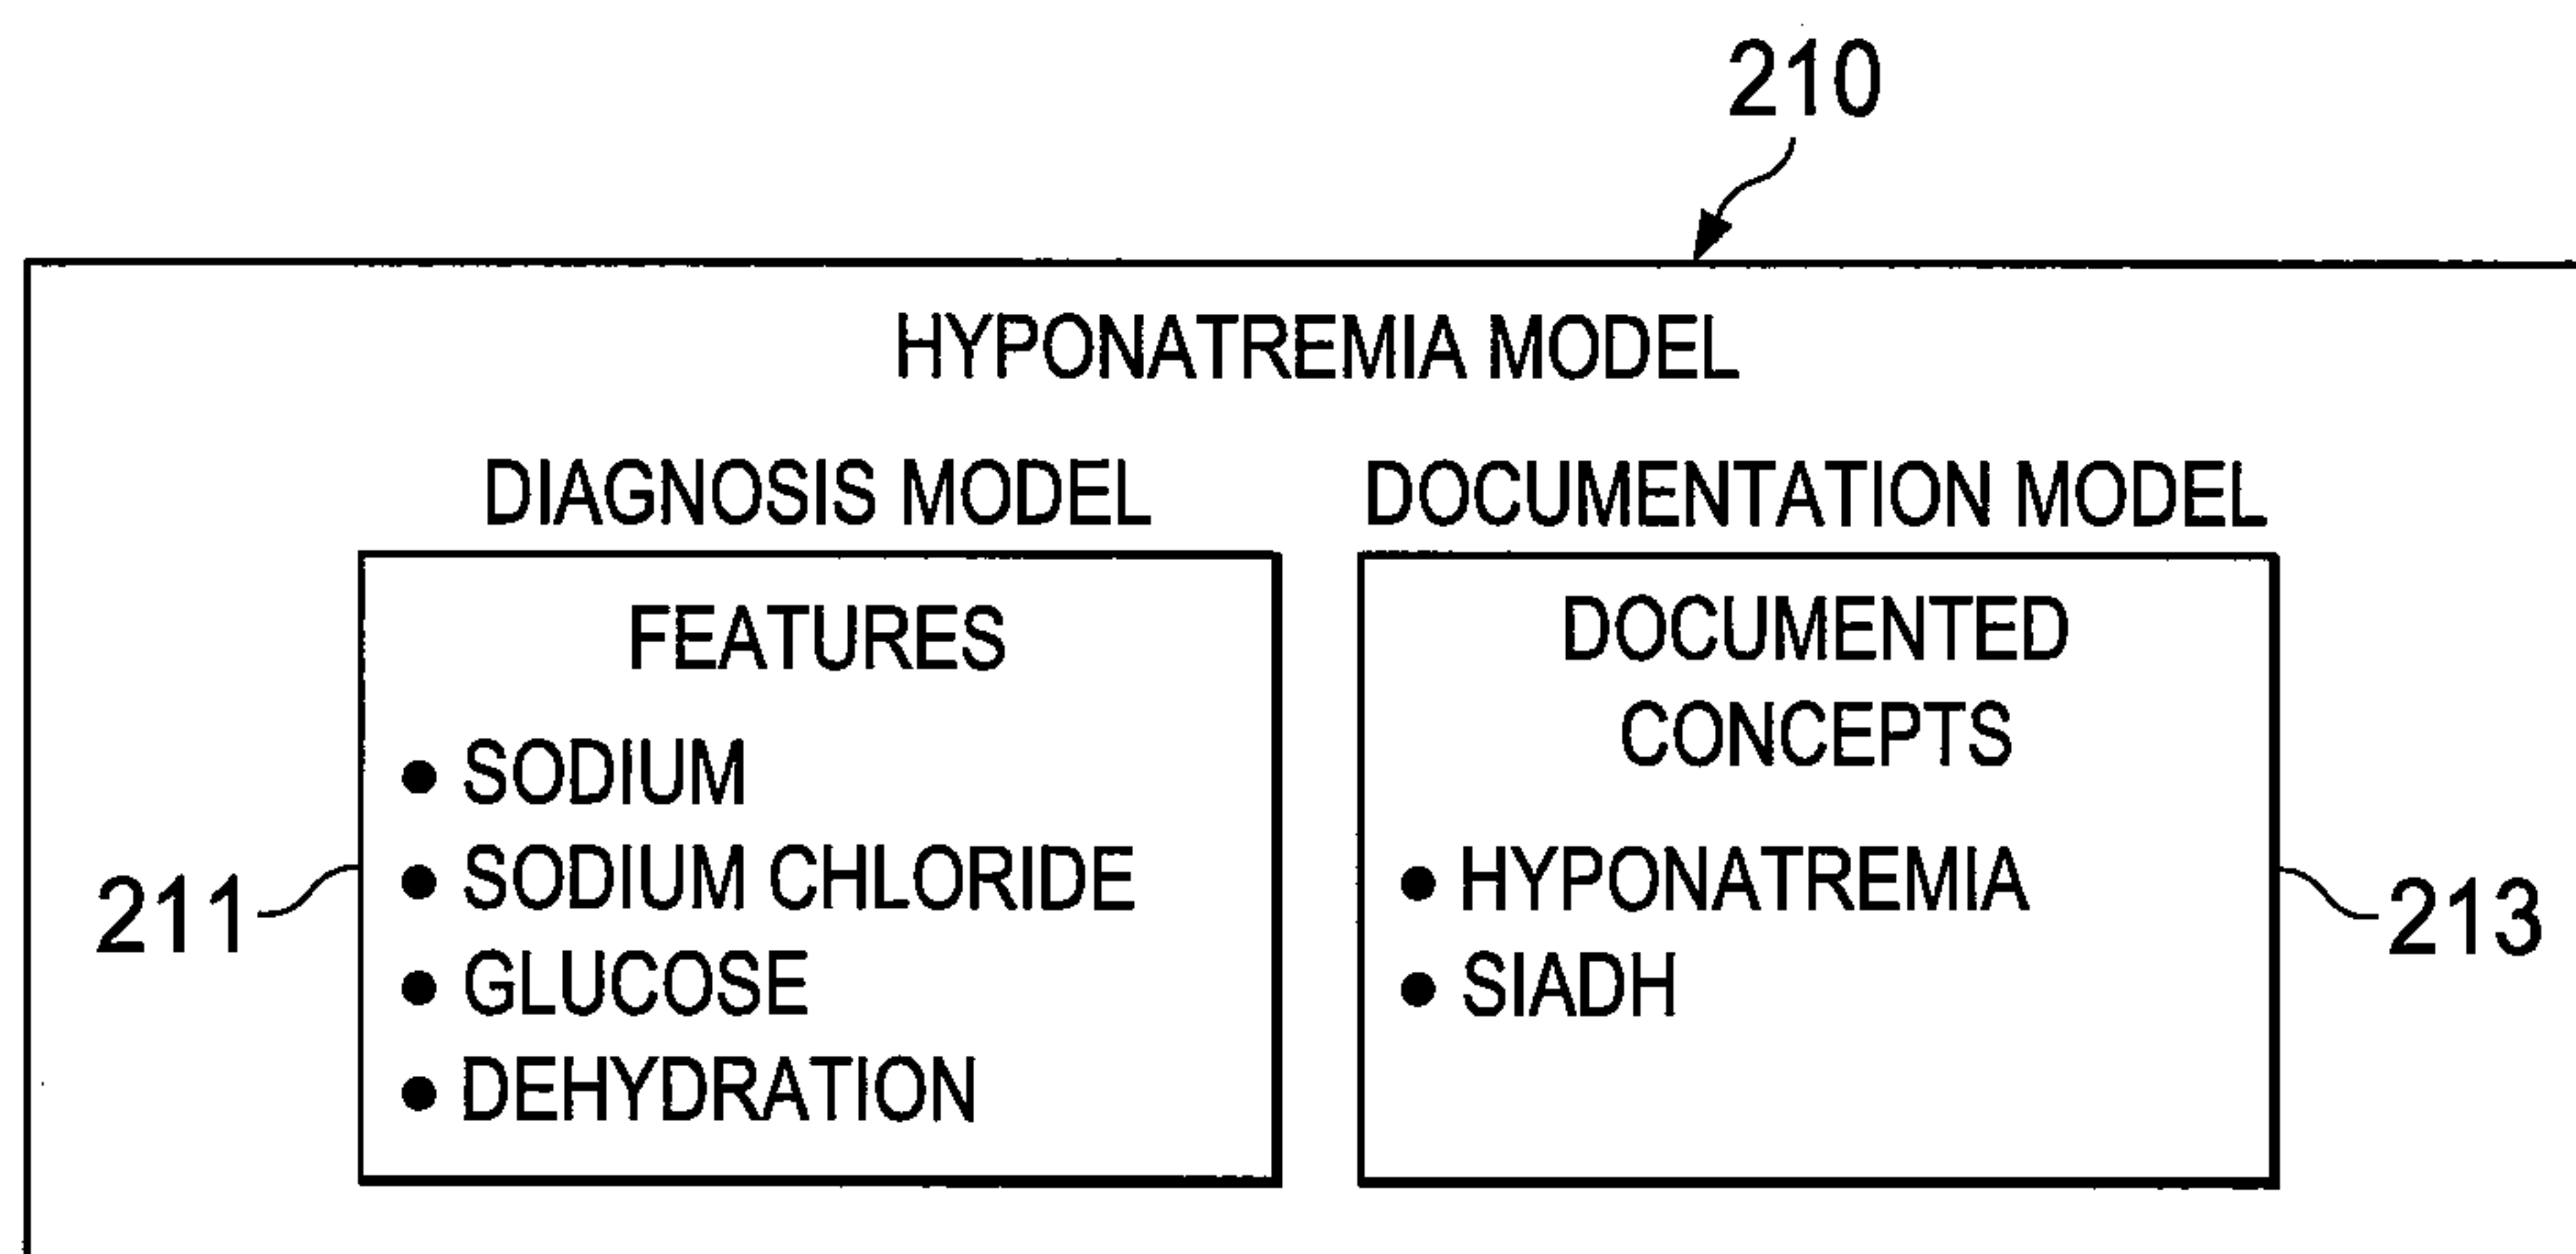 210
HYPONATREMIA MODEL
DIAGNOSIS MODEL
DOCUMENTATION MODEL
FEATURES
● SODIUM
● SODIUM CHLORIDE
● GLUCOSE
● DEHYDRATION
211
DOCUMENTED
CONCEPTS
● HYPONATREMIA
● SIADH
213